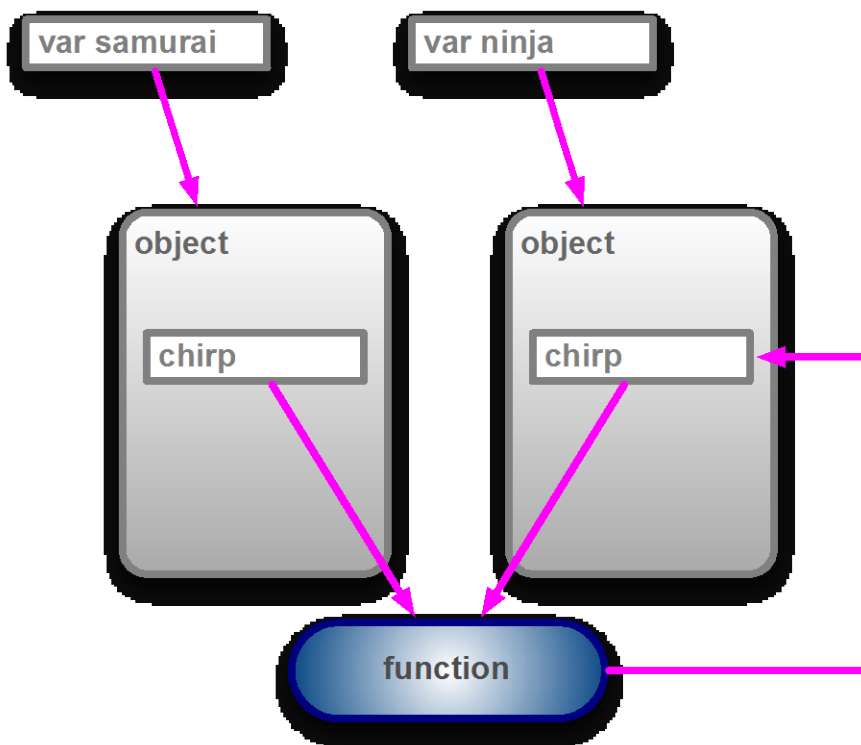 var samurai
var ninja
object
object
chirp
chirp
function